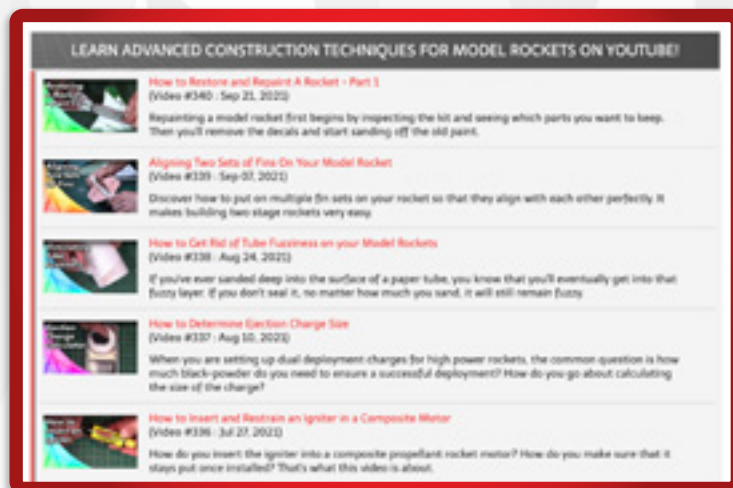 LEARN ADVANCED CONSTRUCTION TECHNIQUES FOR MODEL ROCKETS ON YOUTUBE!
How to Restore and Repaint A Rocket - Part 1
(Video #340 : Sep 21, 2021)
Repainting a model rocket first begins by inspecting the kit and seeing which parts you want to keep.
Then you'll remove the decals and start sanding off the old paint.
Aligning Two Sets of Fins On Your Model Rocket
(Video #339 : Sep 07, 2021)
Discover how to put on multiple fin sets on your rocket so that they align with each other perfectly. It
makes building two stage rockets very easy.
How to Get Rid of Tube Fuzziness on your Model Rockets
(Video #338 : Aug 24, 2021)
If you've ever sanded deep into the surface of a paper tube, you know that you'll eventually get into that
fuzzy layer. If you don't seal it, no matter how much you sand, it will still remain fuzzy.
How to Determine Ejection Charge Size
(Video #337 : Aug 10, 2021)
When you are setting up dual deployment charges for high power rockets, the common question is how
much black-powder do you need to ensure a successful deployment? How do you go about calculating
the size of the charge?
How to Insert and Restrain an Igniter in a Composite Motor
(Video #336 : Jul 27, 2021)
How do you insert the igniter into a composite propellant rocket motor? How do you make sure that it
stays put once installed? That's what this video is about.